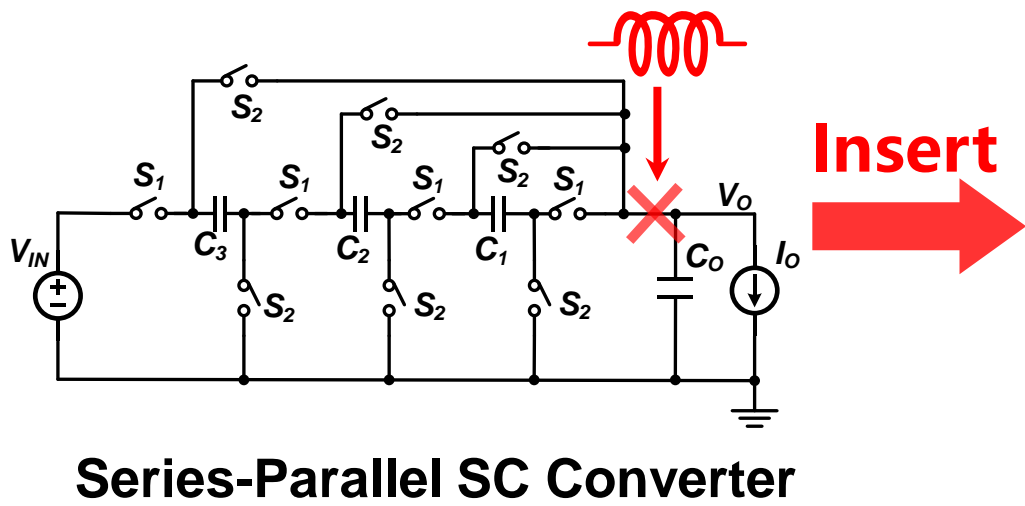 S2
S2
S2
Insert
S1
S1
S1
S1
VO
VIN
C3
C2
C1
CO
IO
S2
S2
S2
Series-Parallel SC Converter